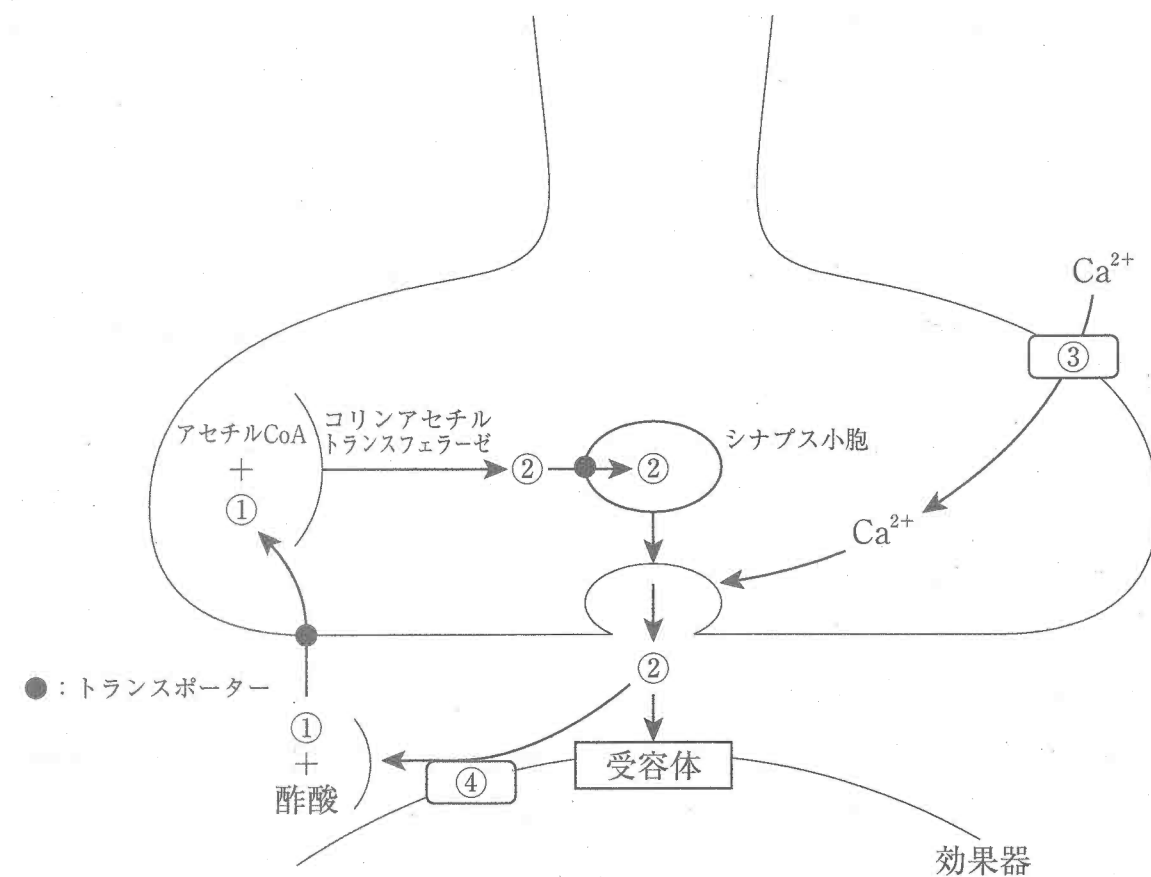 Ca²⁺
③
アセチルCoA
+
①
コリンアセチル
トランスフェラーゼ
②
②
シナプス小胞
Ca²⁺
②
●：トランスポーター
①
+
酢酸
④
受容体
効果器